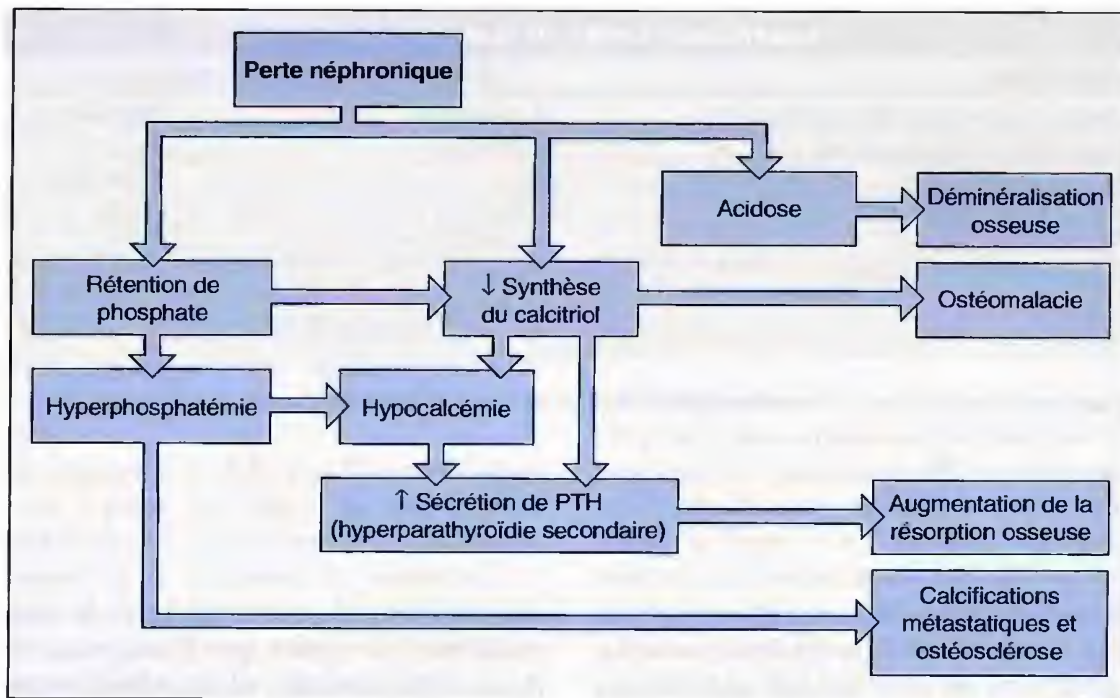 Perte néphronique
Acidose
Déminéralisation
osseuse
Rétention de
phosphate
↓ Synthèse
du calcitriol
Ostéomalacie
Hyperphosphatémie
Hypocalcémie
↑ Sécrétion de PTH
(hyperparathyroïdie secondaire)
Augmentation de la
résorption osseuse
Calcifications
métastatiques et
ostéosclérose